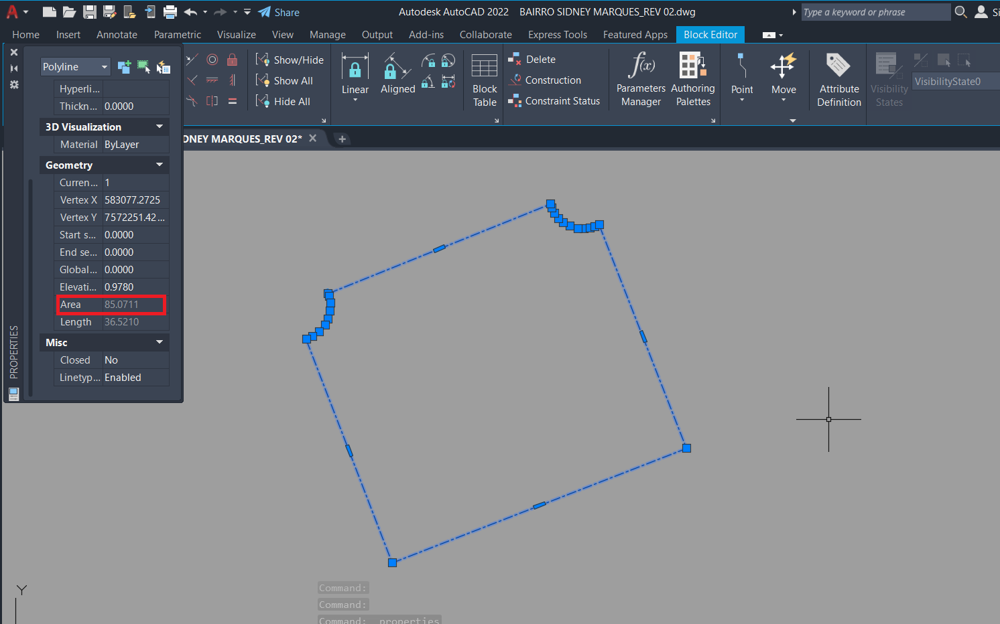 Share
Autodesk AutoCAD 2022 BAIRRO SIDNEY MARQUES_REV 02.dwg
Type a keyword or phrase
Si
Home Insert Annotate Parametric Visualize View Manage Output Add-ins Collaborate Express Tools Featured Apps Block Editor
Polyline
Hyperli...
Thickn... 0.0000
3D Visualization
Material ByLayer
Geometry
Curren... 1
Vertex X 583077.2725
Vertex Y 7572251.42...
Start s... 0.0000
End se... 0.0000
Global... 0.0000
Elevati... 0.9780
Area 85.0711
Length 36.5210
Misc
Closed No
Linetyp... Enabled
PROPERTIES
Show/Hide
Show All
Hide All
Linear
Aligned
Block
Table
Delete
Construction
Constraint Status
Parameters
Manager
Authoring
Palettes
Point
Move
Attribute
Definition
Visibility
States
VisibilityState0
DNEY MARQUES_REV 02*
Y
Command:
Command:
Command: properties